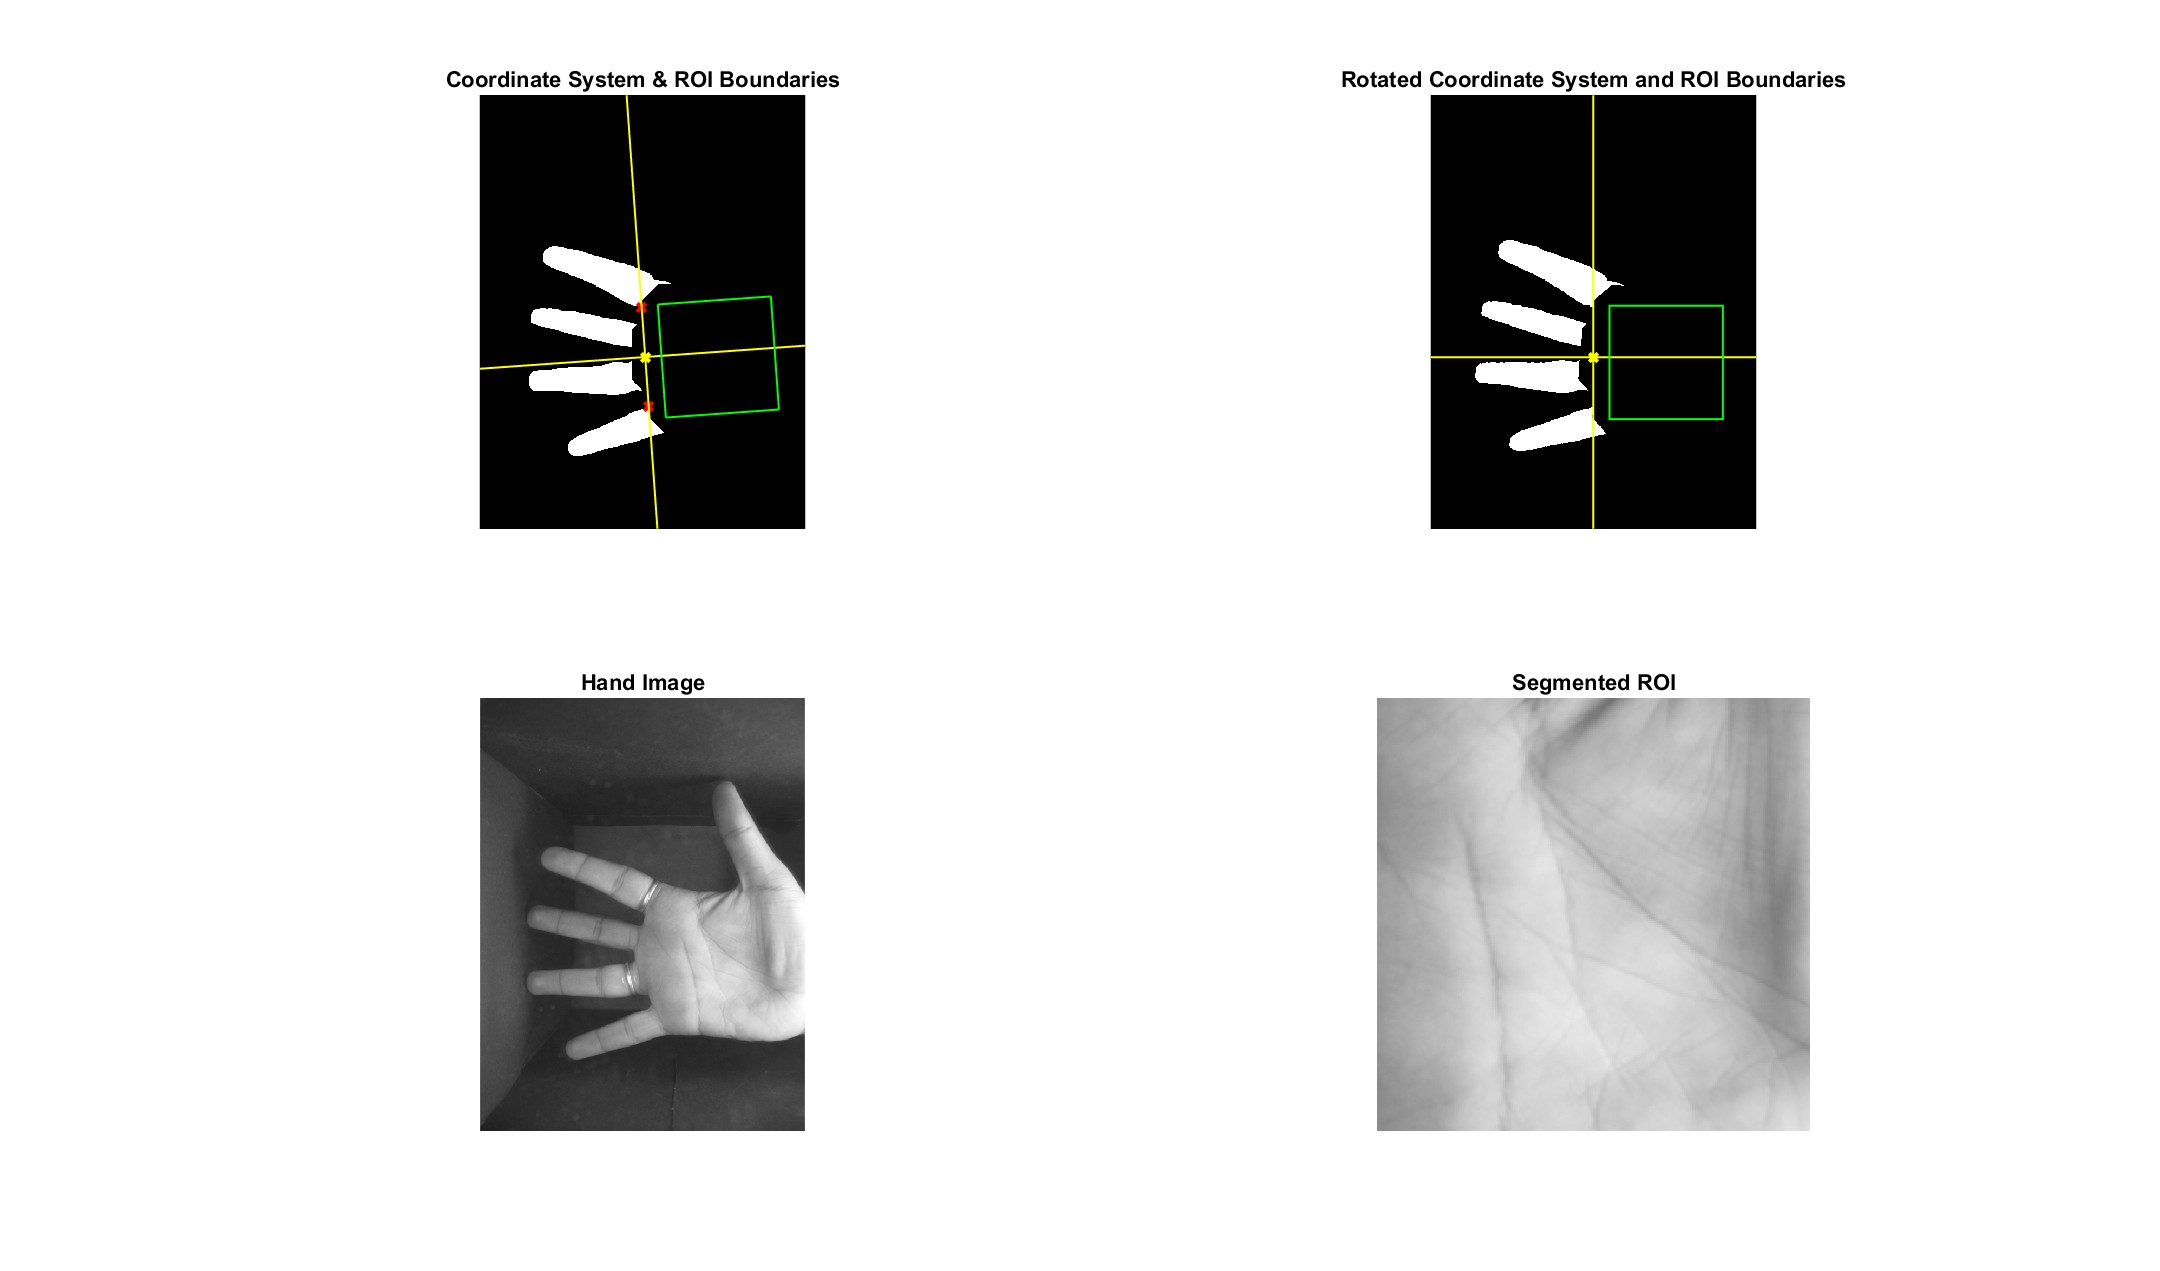 Coordinate System & ROI Boundaries
Rotated Coordinate System and ROI Boundaries
Hand Image
Segmented ROI